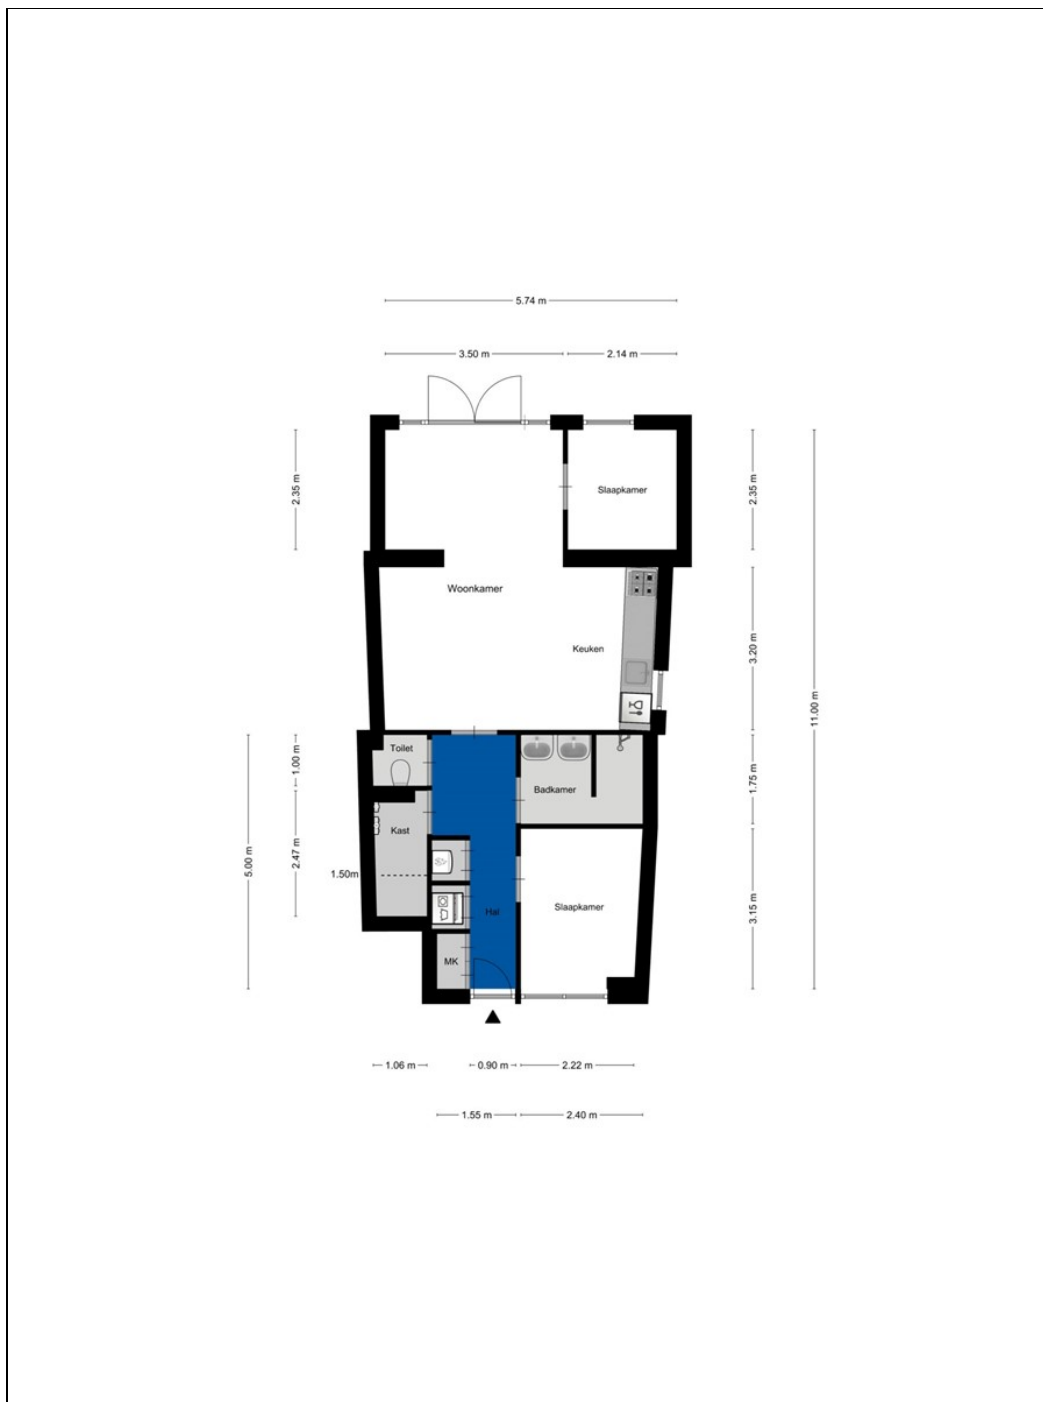 5.74 m
3.50 m
2.14 m
2.35 m
Slaapkamer
2.35 m
Woonkamer
Keuken
3.20 m
11.00 m
Toilet
1.00 m
Badkamer
1.75 m
Kast
2.47 m
5.00 m
1.50m
Hal
Slaapkamer
3.15 m
MK
1.06 m
0.90 m
2.22 m
1.55 m
2.40 m